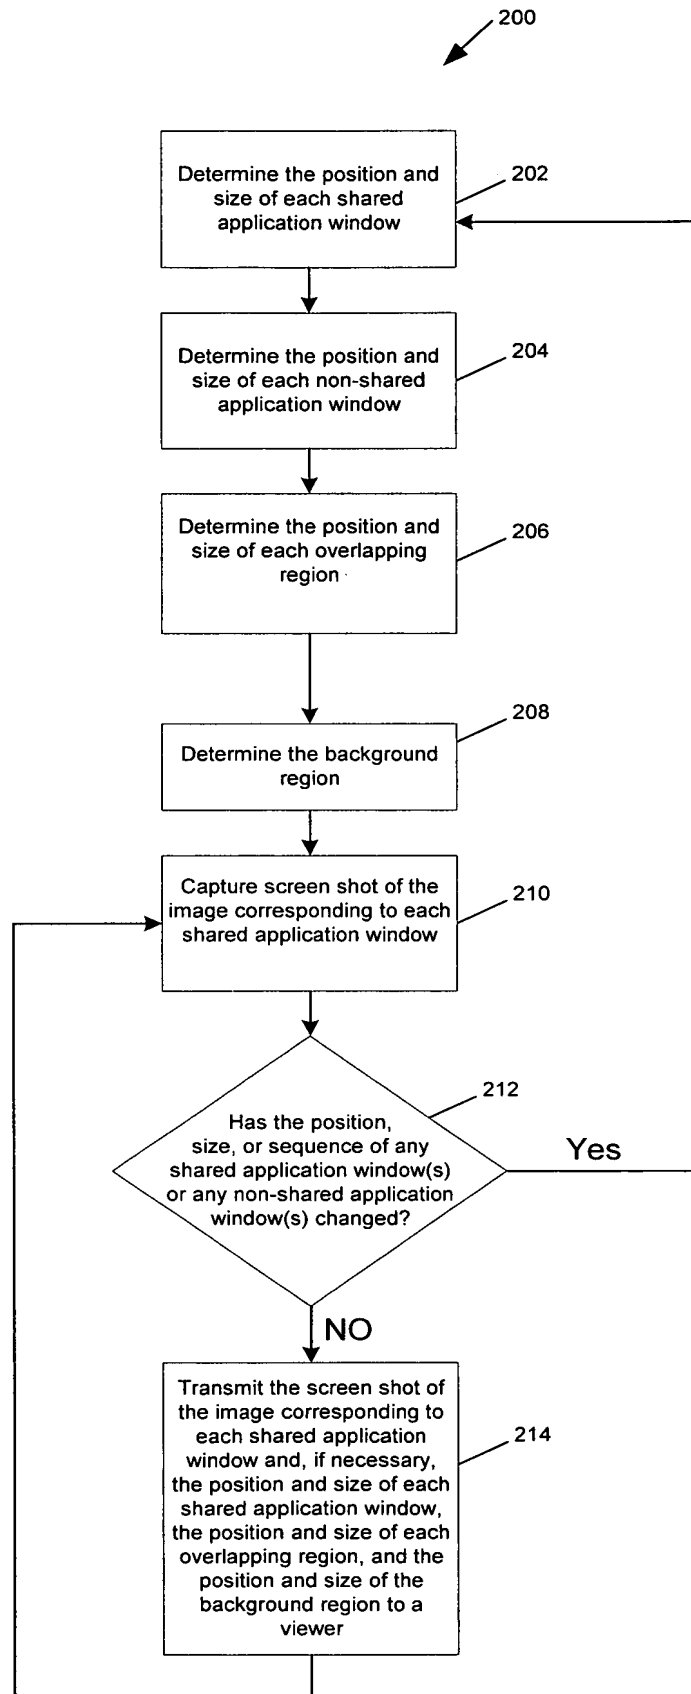 200
Determine the position and
size of each shared
application window
202
Determine the position and
size of each non-shared
application window
204
Determine the position and
size of each overlapping
region
206
208
Determine the background
region
Capture screen shot of the
image corresponding to each
shared application window
210
212
Has the position,
size, or sequence of any
shared application window(s)
or any non-shared application
window(s) changed?
Yes
NO
Transmit the screen shot of
the image corresponding to
each shared application
window and, if necessary,
the position and size of each
shared application window,
the position and size of each
overlapping region, and the
position and size of the
background region to a
viewer
214